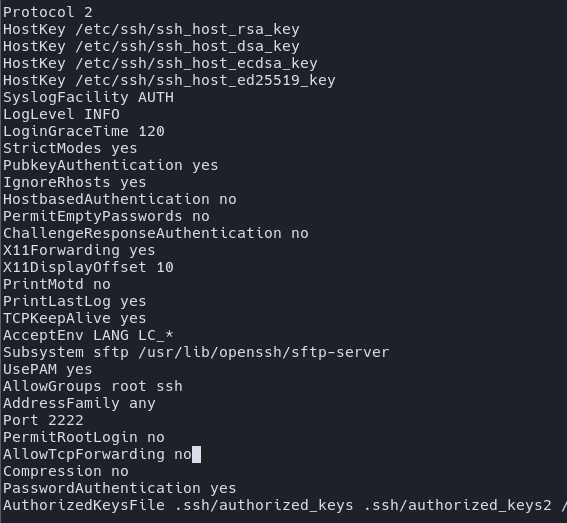 Protocol 2
HostKey /etc/ssh/ssh_host_rsa_key
HostKey /etc/ssh/ssh_host_dsa_key
HostKey /etc/ssh/ssh_host_ecdsa_key
HostKey /etc/ssh/ssh_host_ed25519_key
SyslogFacility AUTH
LogLevel INFO
LoginGraceTime 120
StrictModes yes
PubkeyAuthentication yes
IgnoreRhosts yes
HostbasedAuthentication no
PermitEmptyPasswords no
ChallengeResponseAuthentication no
X11Forwarding yes
X11DisplayOffset 10
PrintMotd no
PrintLastLog yes
TCPKeepAlive yes
AcceptEnv LANG LC_*
Subsystem sftp /usr/lib/openssh/sftp-server
UsePAM yes
AllowGroups root ssh
AddressFamily any
Port 2222
PermitRootLogin no
AllowTcpForwarding no
Compression no
PasswordAuthentication yes
AuthorizedKeysFile .ssh/authorized_keys .ssh/authorized_keys2 /